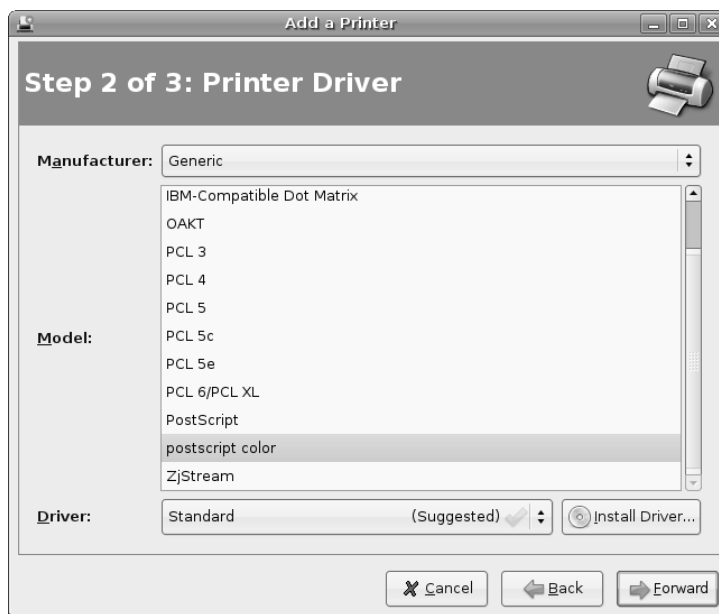 Add a Printer
Step 2 of 3: Printer Driver
Manufacturer: Generic
IBM-Compatible Dot Matrix
OAKT
PCL 3
PCL 4
PCL 5
Model:
PCL 5c
PCL 5e
PCL 6/PCL XL
PostScript
postscript color
ZjStream
Driver: Standard (Suggested) Install Driver...
Cancel Back Forward